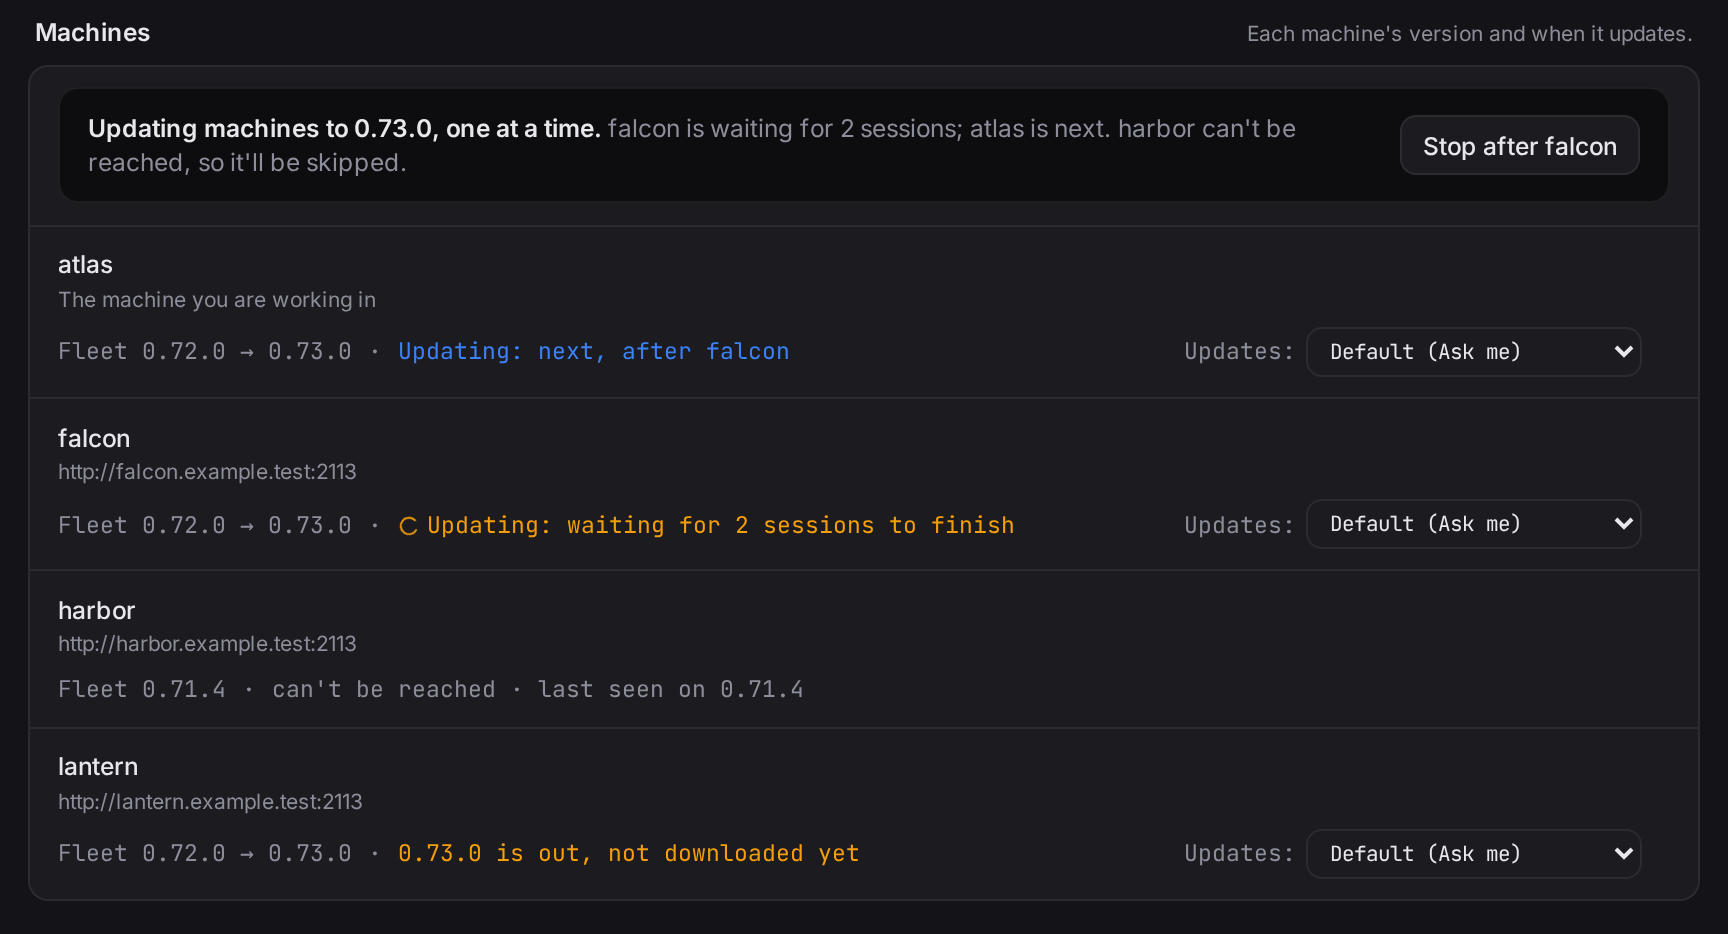 Machines
Each machine's version and when it updates.
Updating machines to 0.73.0, one at a time. falcon is waiting for 2 sessions; atlas is next. harbor can't be
reached, so it'll be skipped.
Stop after falcon
atlas
The machine you are working in
Fleet 0.72.0 → 0.73.0 · Updating: next, after falcon
Updates: Default (Ask me)
falcon
http://falcon.example.test:2113
Fleet 0.72.0 → 0.73.0 · Updating: waiting for 2 sessions to finish
Updates: Default (Ask me)
harbor
http://harbor.example.test:2113
Fleet 0.71.4 · can't be reached · last seen on 0.71.4
lantern
http://lantern.example.test:2113
Fleet 0.72.0 → 0.73.0 · 0.73.0 is out, not downloaded yet
Updates: Default (Ask me)